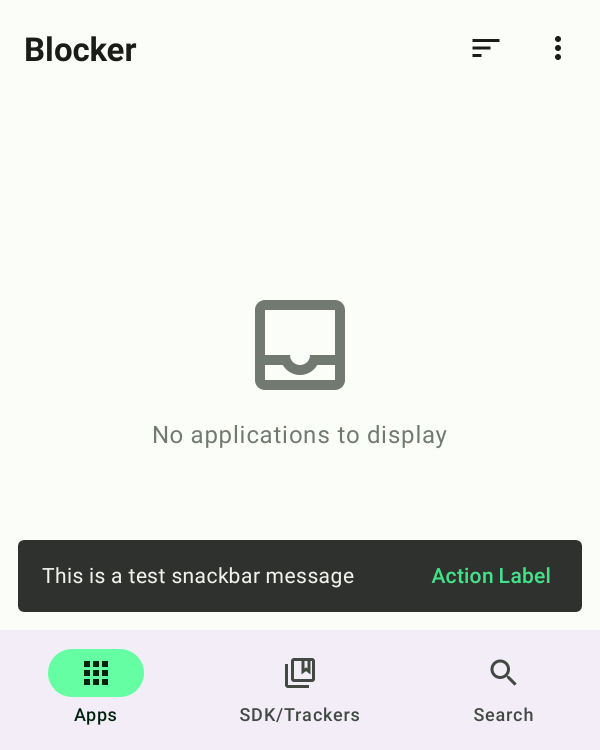 Blocker
No applications to display
This is a test snackbar message
Action Label
Apps
SDK/Trackers
Search